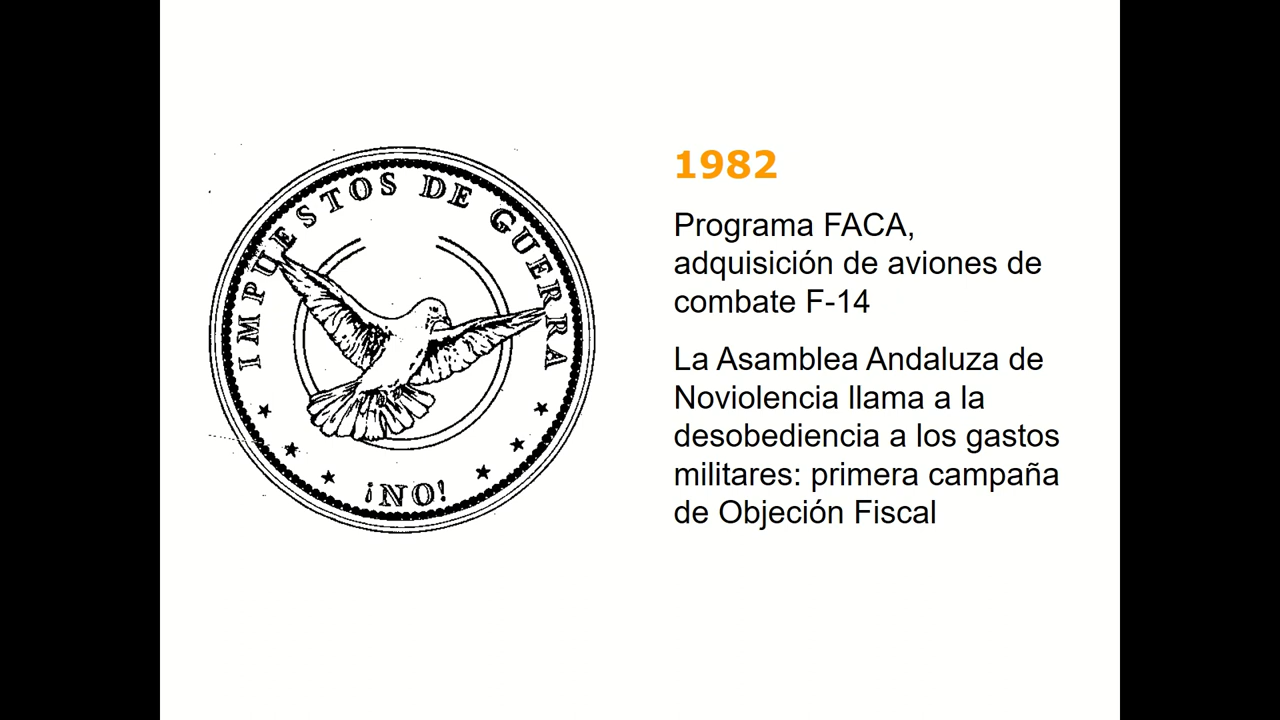 IMPUESTOS DE GUERRA
¡NO!
1982
Programa FACA,
adquisición de aviones de
combate F-14
La Asamblea Andaluza de
Noviolencia llama a la
desobediencia a los gastos
militares: primera campaña
de Objeción Fiscal